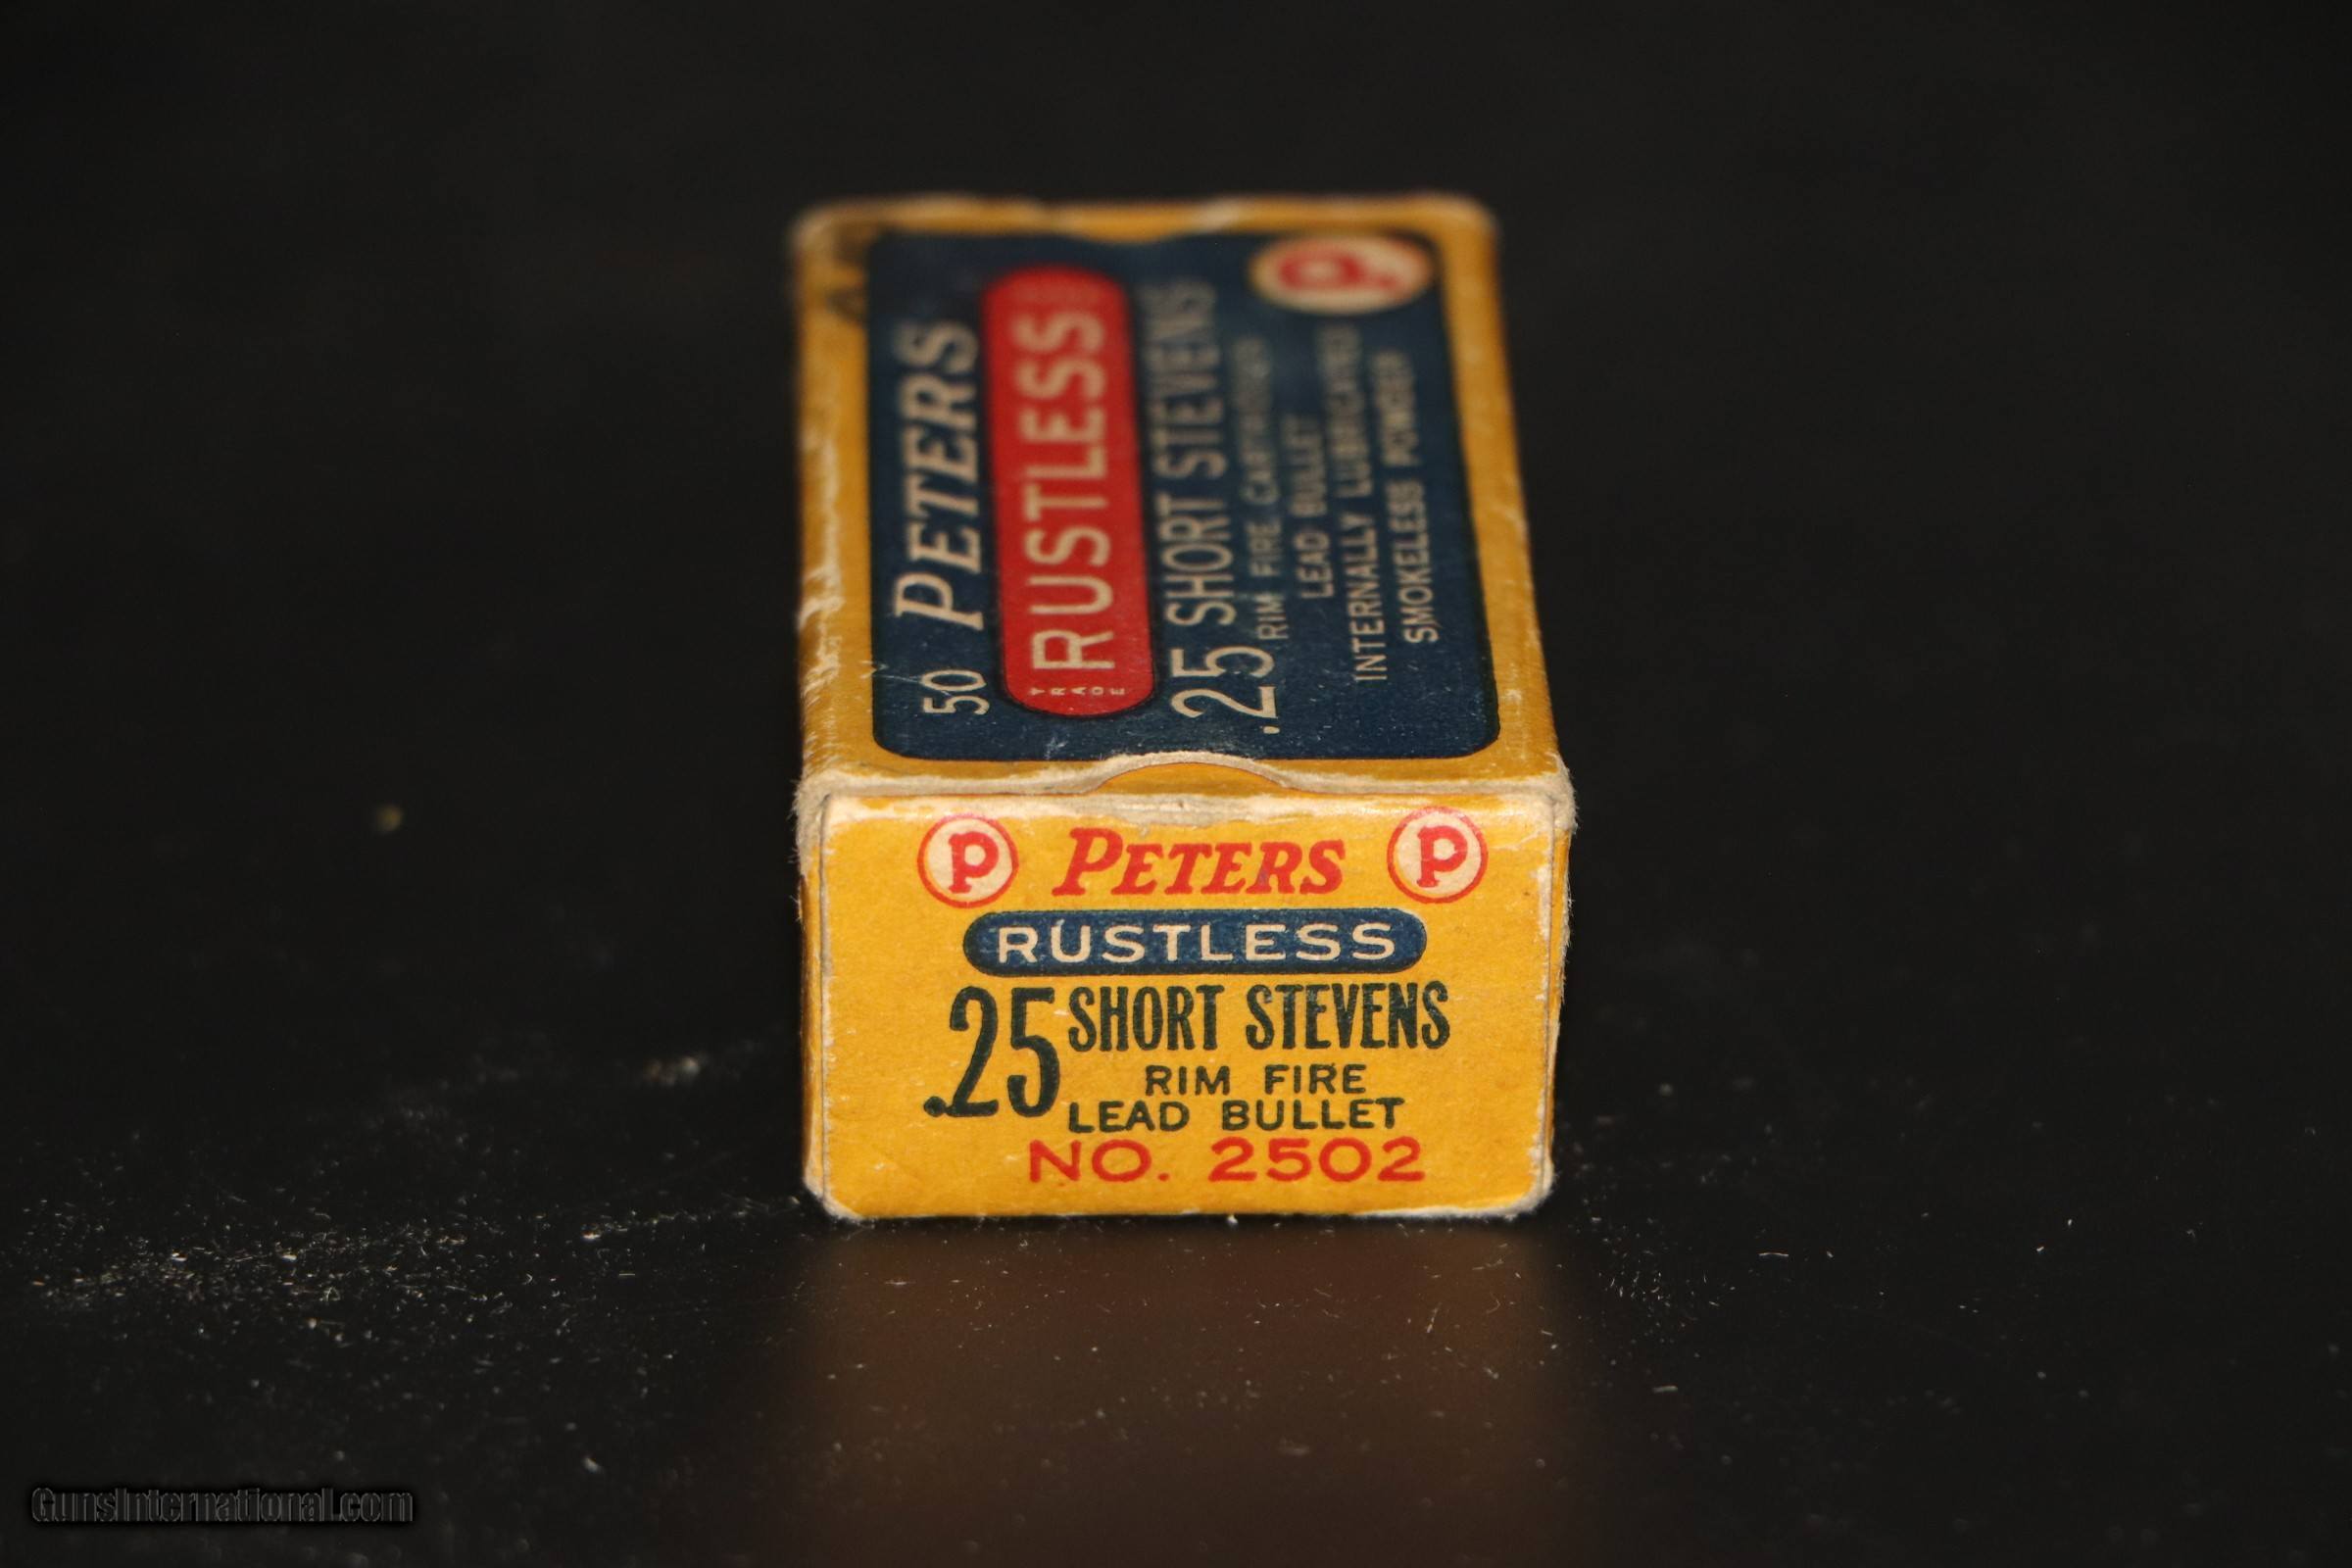 50 PETERS
TRADE RUSTLESS
.25 SHORT STEVENS
RIM FIRE CARTRIDGES
LEAD BULLET
INTERNALLY LUBRICATED
SMOKELESS POWDER
P
P PETERS P
RUSTLESS
.25 SHORT STEVENS
RIM FIRE
LEAD BULLET
NO. 2502
GunsInternational.com